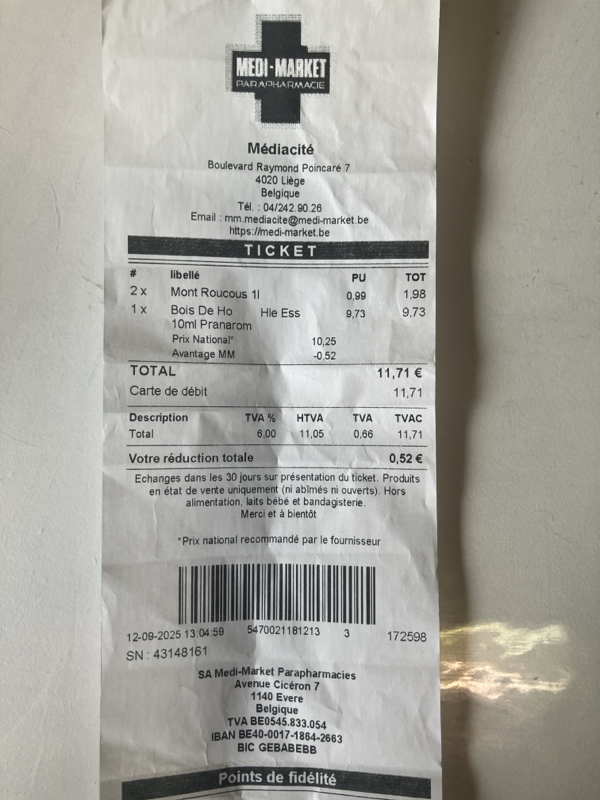 MEDI-MARKET
PARAPHARMACIE
Médiacité
Boulevard Raymond Poincaré 7
4020 Liège
Belgique
Tél. : 04/242.90.26
Email : mm.mediacite@medi-market.be
https://medi-market.be
TICKET
# libellé PU TOT
2 x Mont Roucous 1l 0,99 1,98
1 x Bois De Ho Hle Ess 9,73 9,73
10ml Pranarom
Prix National* 10,25
Avantage MM -0,52
TOTAL 11,71 €
Carte de débit 11,71
Description TVA % HTVA TVA TVAC
Total 6,00 11,05 0,66 11,71
Votre réduction totale 0,52 €
Echanges dans les 30 jours sur présentation du ticket. Produits
en état de vente uniquement (ni abîmés ni ouverts). Hors
alimentation, laits bébé et bandagisterie.
Merci et à bientôt
*Prix national recommandé par le fournisseur
12-09-2025 13:04:59 5470021181213 3 172598
SN : 43148161
SA Medi-Market Parapharmacies
Avenue Cicéron 7
1140 Evere
Belgique
TVA BE0545.833.054
IBAN BE40-0017-1864-2663
BIC GEBABEBB
Points de fidélité